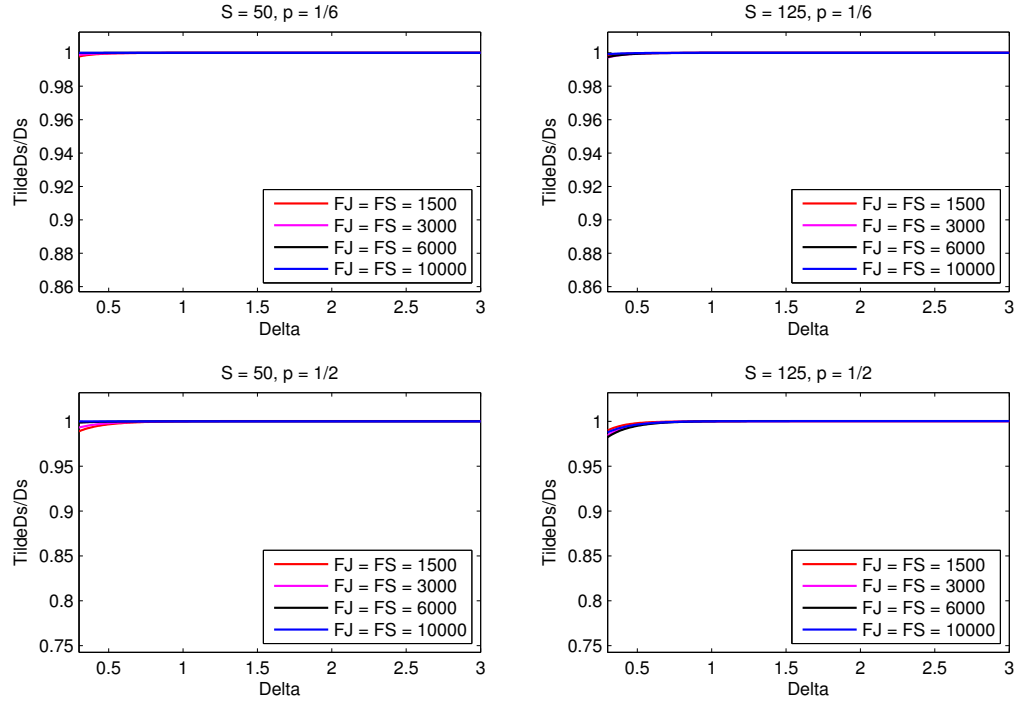 S = 50, p = 1/6
1
0.98
0.96
0.94
0.92
0.9
0.88
0.86
TildeDs/Ds
FJ = FS = 1500
FJ = FS = 3000
FJ = FS = 6000
FJ = FS = 10000
0.5 1 1.5 2 2.5 3
Delta
S = 125, p = 1/6
1
0.98
0.96
0.94
0.92
0.9
0.88
0.86
TildeDs/Ds
FJ = FS = 1500
FJ = FS = 3000
FJ = FS = 6000
FJ = FS = 10000
0.5 1 1.5 2 2.5 3
Delta
S = 50, p = 1/2
1
0.95
0.9
0.85
0.8
0.75
TildeDs/Ds
FJ = FS = 1500
FJ = FS = 3000
FJ = FS = 6000
FJ = FS = 10000
0.5 1 1.5 2 2.5 3
Delta
S = 125, p = 1/2
1
0.95
0.9
0.85
0.8
0.75
TildeDs/Ds
FJ = FS = 1500
FJ = FS = 3000
FJ = FS = 6000
FJ = FS = 10000
0.5 1 1.5 2 2.5 3
Delta